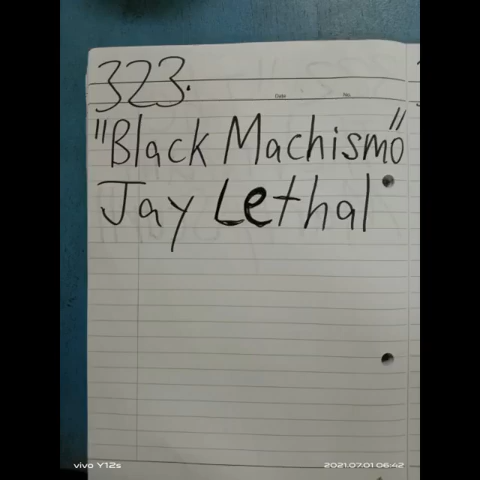 323.
Date No.
"Black Machismo"
Jay Lethal
vivo Y12s 2021.07.01 06:42